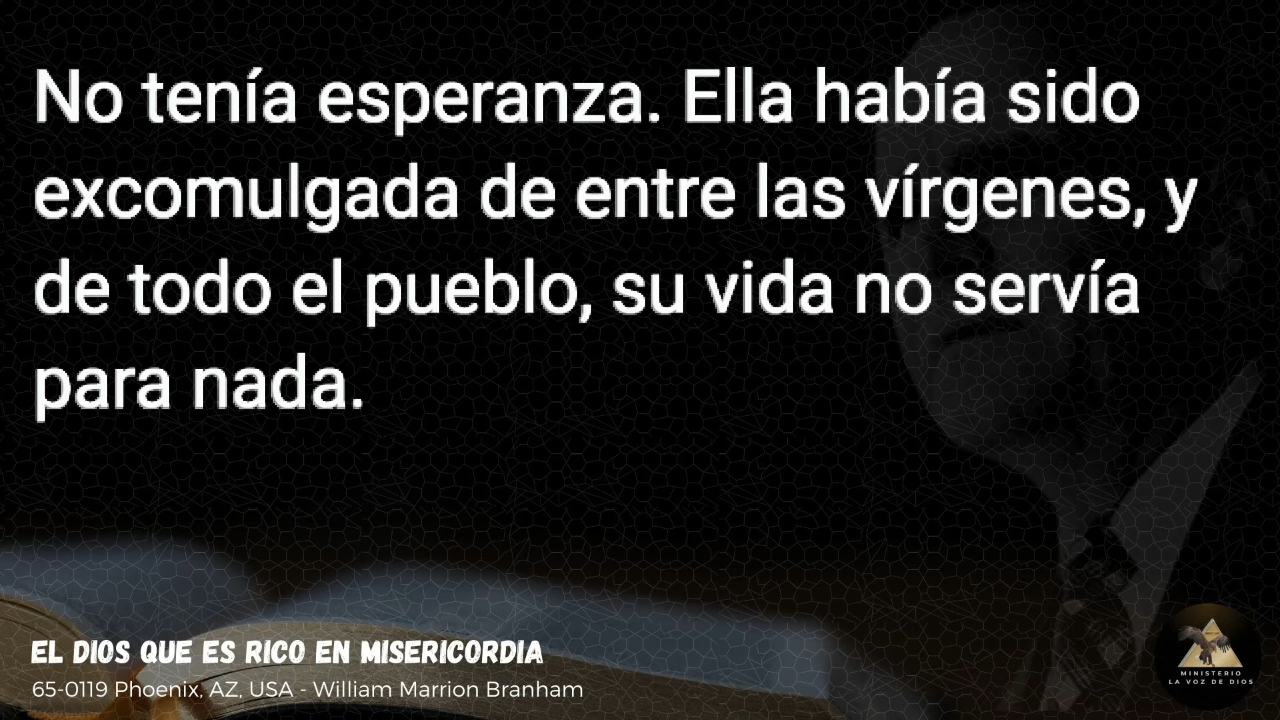 No tenía esperanza. Ella había sido
excomulgada de entre las vírgenes, y
de todo el pueblo, su vida no servía
para nada.
EL DIOS QUE ES RICO EN MISERICORDIA
65-0119 Phoenix, AZ, USA - William Marrion Branham
MINISTERIO
LA VOZ DE DIOS